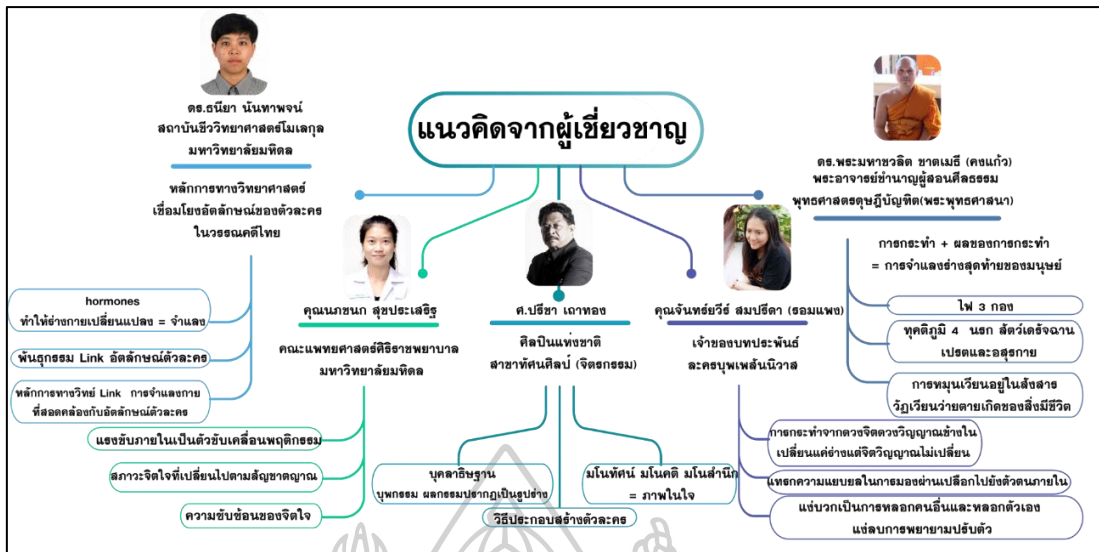 แนวคิดจากผู้เชี่ยวชาญ
ดร.ธนียา นันทาพจน์
สถาบันชีววิทยาศาสตร์โมเลกุล
มหาวิทยาลัยมหิดล
หลักการทางวิทยาศาสตร์
เชื่อมโยงอัตลักษณ์ของตัวละคร
ในวรรณคดีไทย
hormones
ทำให้ร่างกายเปลี่ยนแปลง = จำแลง
พันธุกรรม Link อัตลักษณ์ตัวละคร
หลักการทางวิทย์ Link การจำแลงกาย
ที่สอดคล้องกับอัตลักษณ์ตัวละคร
คุณนภชนก สุขประเสริฐ
คณะแพทยศาสตร์ศิริราชพยาบาล
มหาวิทยาลัยมหิดล
แรงขับภายในเป็นตัวขับเคลื่อนพฤติกรรม
สภาวะจิตใจที่เปลี่ยนไปตามสัญชาตญาณ
ความซับซ้อนของจิตใจ
ศ.ปรีชา เถาทอง
ศิลปินแห่งชาติ
สาขาทัศนศิลป์ (จิตรกรรม)
บุคลาธิษฐาน
บุพกรรม ผลกรรมปรากฏเป็นรูปร่าง
วิธีประกอบสร้างตัวละคร
มโนทัศน์ มโนคติ มโนสำนึก
= ภาพในใจ
คุณจันทร์ยวีร์ สมปรีดา (รอมแพง)
เจ้าของบทประพันธ์
ละครบุพเพสันนิวาส
การกระทำจากดวงจิตดวงวิญญาณข้างใน
เปลี่ยนแค่ร่างแต่จิตวิญญาณไม่เปลี่ยน
แทรกความแยบยลในการมองผ่านเปลือกไปยังตัวตนภายใน
แง่บวกเป็นการหลอกคนอื่นและหลอกตัวเอง
แง่ลบการพยายามปรับตัว
ดร.พระมหาชวลิต ชาตเมธี (คงแก้ว)
พระอาจารย์ชำนาญผู้สอนศีลธรรม
พุทธศาสตรดุษฎีบัญฑิต(พระพุทธศาสนา)
การกระทำ + ผลของการกระทำ
= การจำแลงร่างสุดท้ายของมนุษย์
ไฟ 3 กอง
ทุคติภูมิ 4 นรก สัตว์เดรัจฉาน
เปรตและอสุรกาย
การหมุนเวียนอยู่ในสังสาร
วัฏเวียนว่ายตายเกิดของสิ่งมีชีวิต